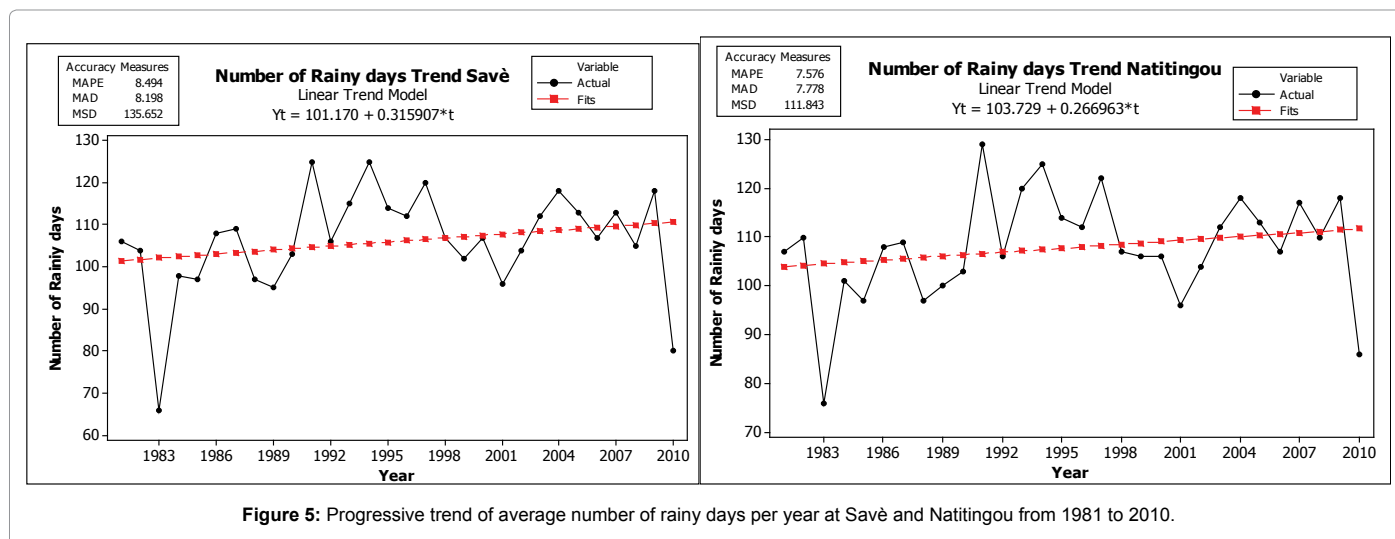 Accuracy Measures
MAPE 8.494
MAD 8.198
MSD 135.652
Number of Rainy days Trend Savè
Linear Trend Model
Yt = 101.170 + 0.315907*t
Variable
Actual
Fits
130
120
110
100
90
80
70
60
Number of Rainiy days
1983 1986 1989 1992 1995 1998 2001 2004 2007 2010
Year
Accuracy Measures
MAPE 7.576
MAD 7.778
MSD 111.843
Number of Rainy days Trend Natitingou
Linear Trend Model
Yt = 103.729 + 0.266963*t
Variable
Actual
Fits
130
120
110
100
90
80
70
Number of Rainy days
1983 1986 1989 1992 1995 1998 2001 2004 2007 2010
Year
Figure 5: Progressive trend of average number of rainy days per year at Savè and Natitingou from 1981 to 2010.